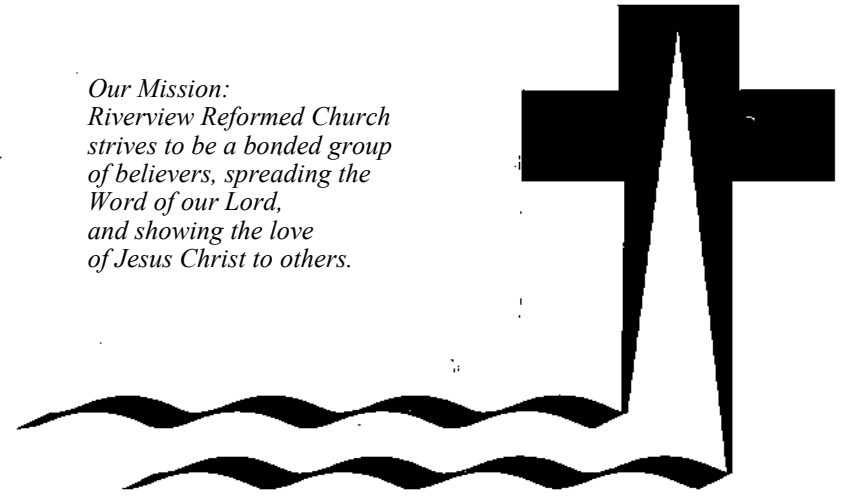 Our Mission:
Riverview Reformed Church
strives to be a bonded group
of believers, spreading the
Word of our Lord,
and showing the love
of Jesus Christ to others.